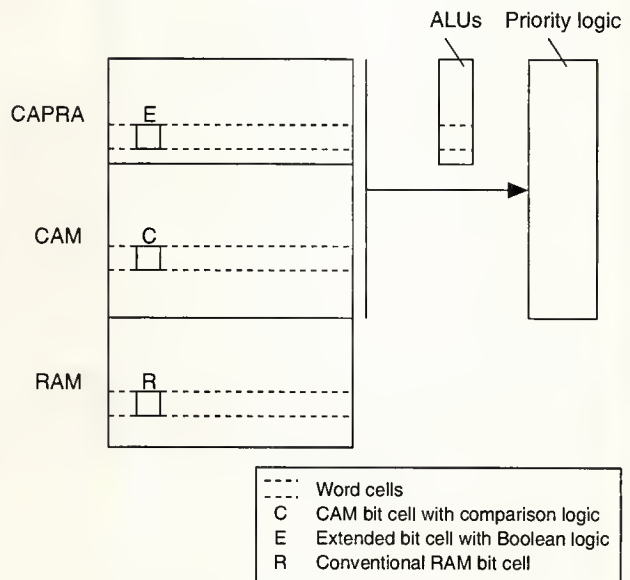 ALUs Priority logic
CAPRA
E
CAM
C
RAM
R
Word cells
C CAM bit cell with comparison logic
E Extended bit cell with Boolean logic
R Conventional RAM bit cell